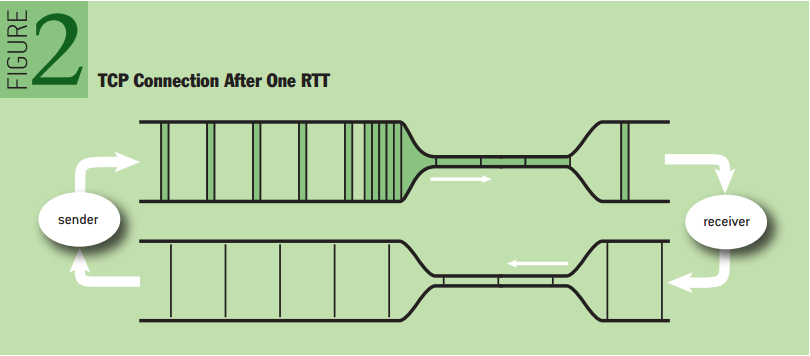 FIGURE
2
TCP Connection After One RTT
sender
receiver